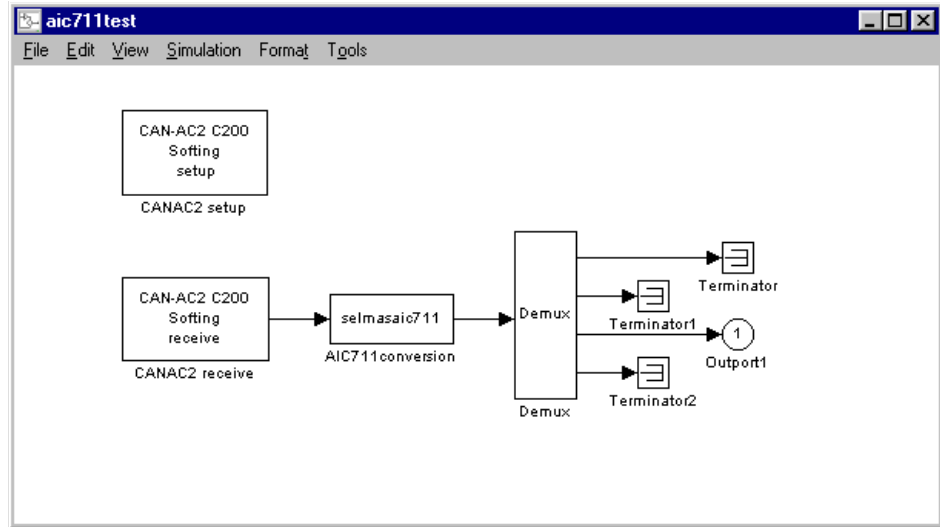 aic711test
File Edit View Simulation Format Tools
CAN-AC2 C200
Softing
setup
CANAC2 setup
CAN-AC2 C200
Softing
receive
CANAC2 receive
selmasaic711
AIC711conversion
Demux
Demux
Terminator
Terminator1
1
Outport1
Terminator2